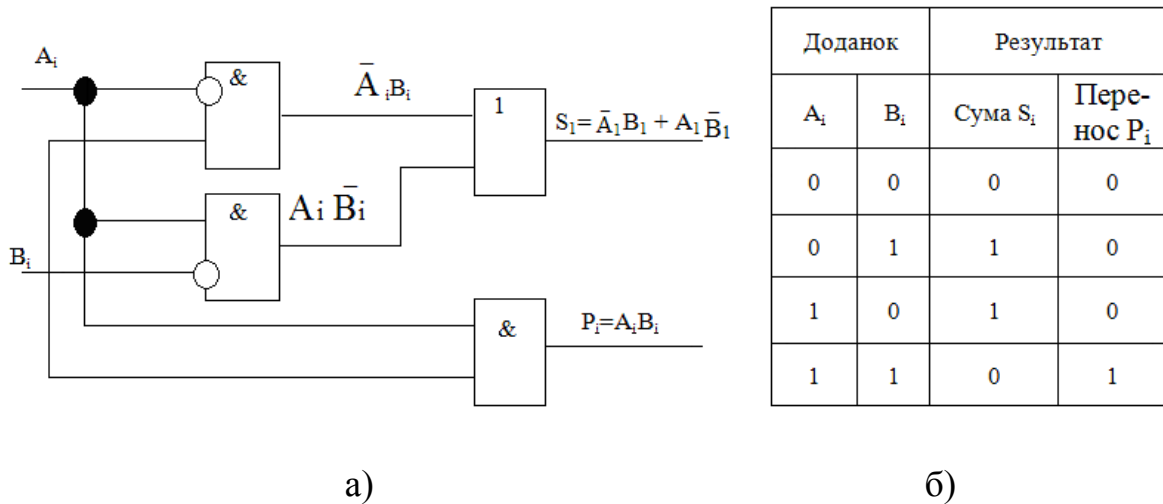 Aᵢ
&
A̅ ᵢBᵢ
1
S₁= A̅₁B₁ + A₁B̅₁
&
Aᵢ B̅ᵢ
Bᵢ
&
Pᵢ=AᵢBᵢ
а)
Доданок Результат
Aᵢ Bᵢ Сума Sᵢ Пере-
нос Pᵢ
0 0 0 0
0 1 1 0
1 0 1 0
1 1 0 1
б)